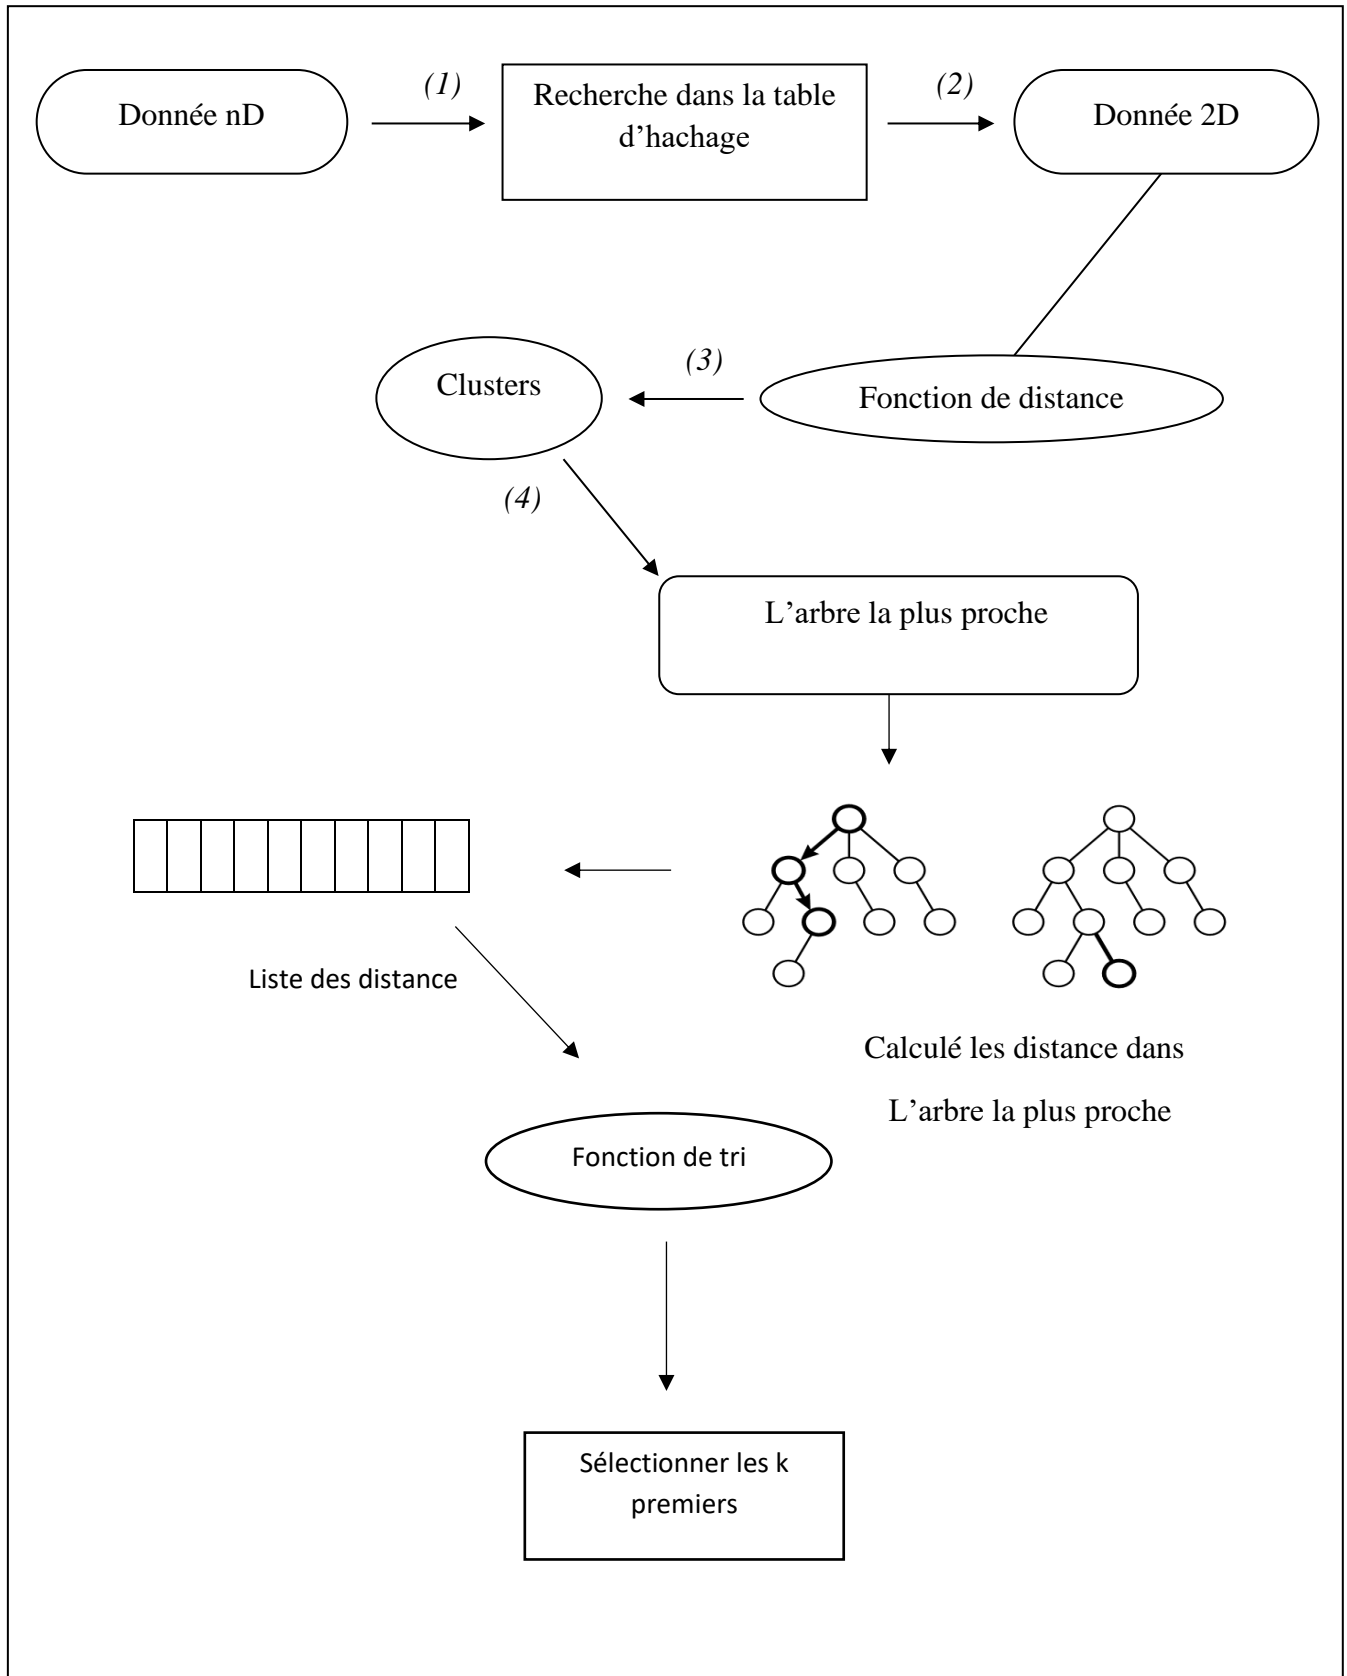 Donnée nD
(1)
Recherche dans la table
d’hachage
(2)
Donnée 2D
Clusters
(3)
Fonction de distance
(4)
L’arbre la plus proche
Liste des distance
Calculé les distance dans
L’arbre la plus proche
Fonction de tri
Sélectionner les k
premiers